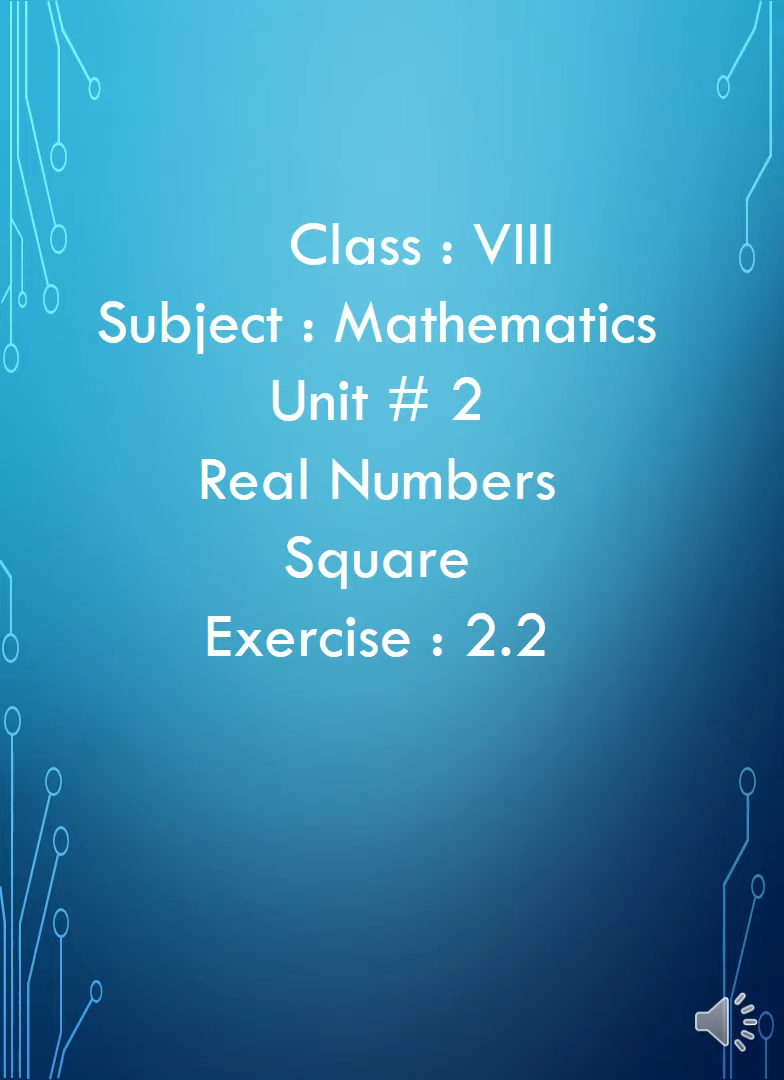 Class : VIII
Subject : Mathematics
Unit # 2
Real Numbers
Square
Exercise : 2.2